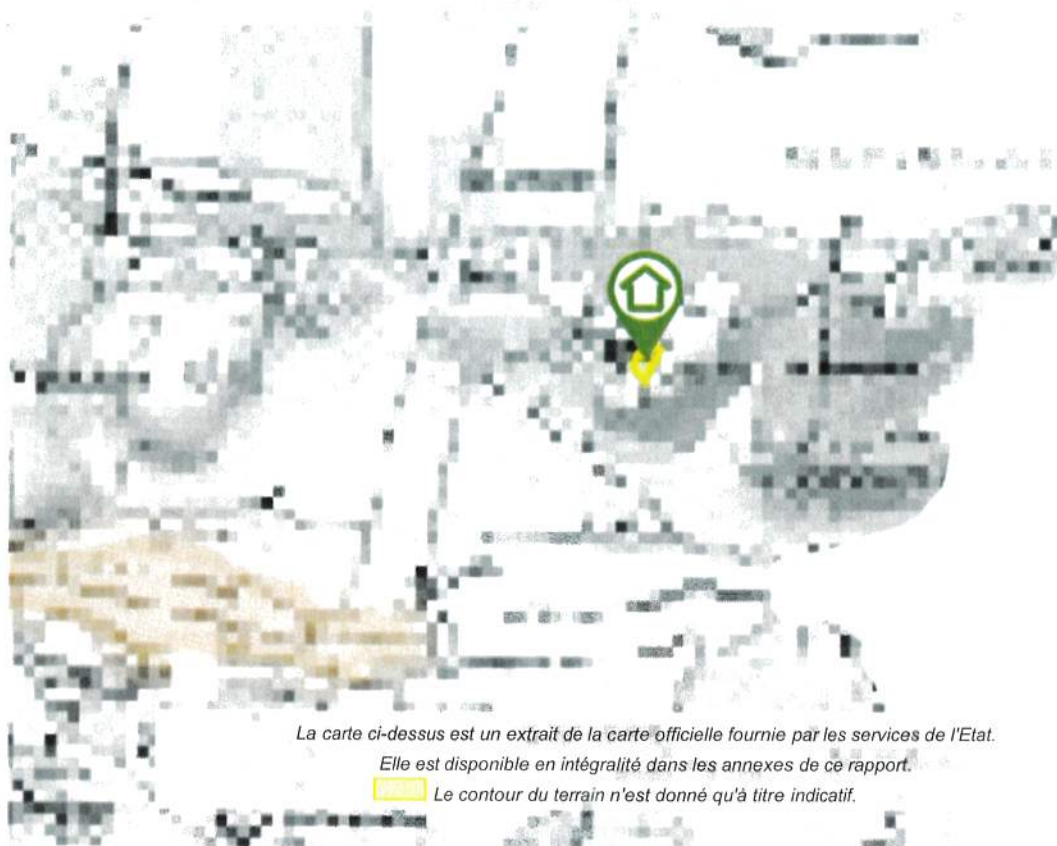 La carte ci-dessus est un extrait de la carte officielle fournie par les services de l'Etat.
Elle est disponible en intégralité dans les annexes de ce rapport.
Le contour du terrain n'est donné qu'à titre indicatif.